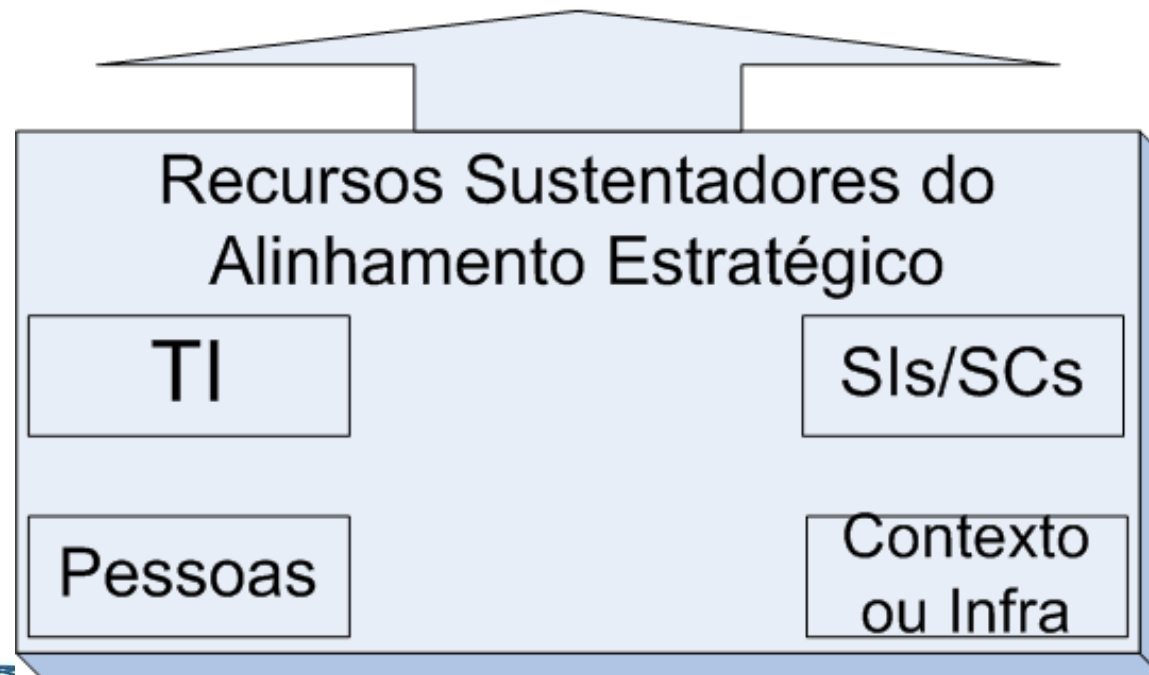 Recursos Sustentadores do
Alinhamento Estratégico
TI
SIs/SCs
Pessoas
Contexto
ou Infra